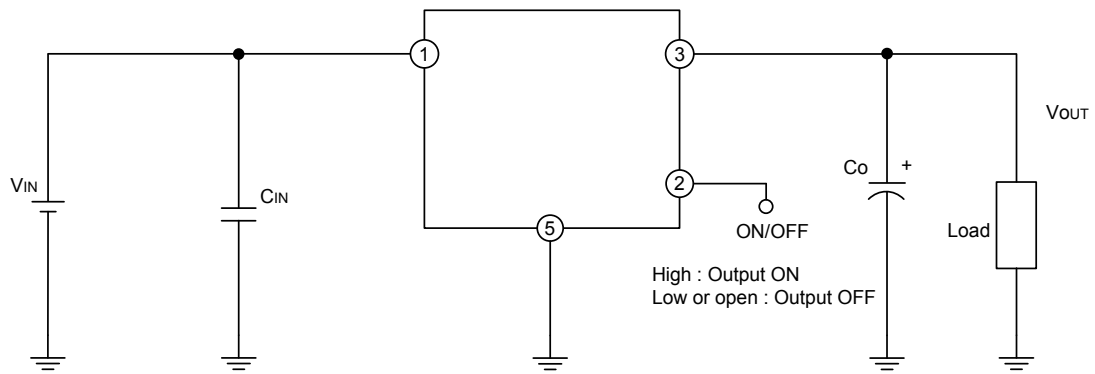 1
3
VOUT
Co
+
2
VIN
CIN
ON/OFF
Load
5
High : Output ON
Low or open : Output OFF